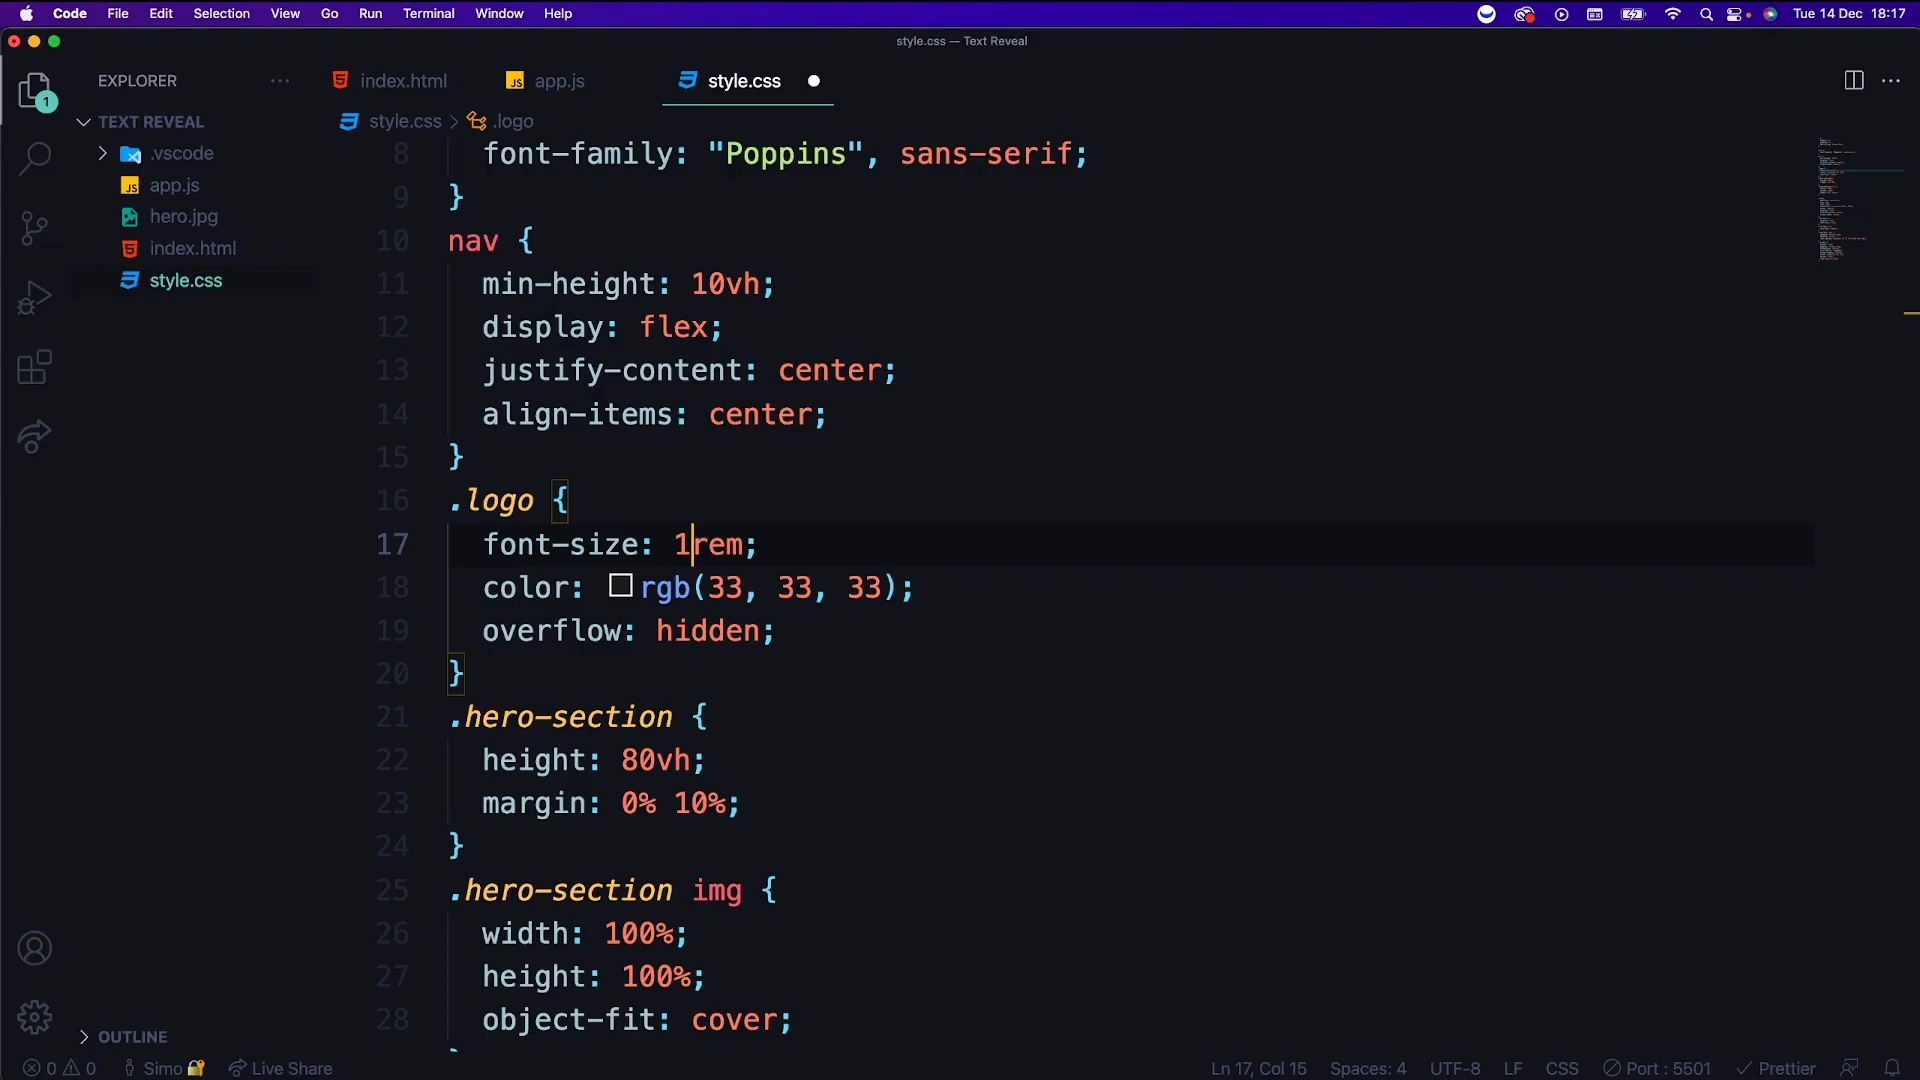 Code File Edit Selection View Go Run Terminal Window Help Tue 14 Dec 18:17
style.css — Text Reveal
EXPLORER
index.html app.js style.css
TEXT REVEAL
.vscode
app.js
hero.jpg
index.html
style.css
OUTLINE
style.css > .logo
8 font-family: "Poppins", sans-serif;
9 }
10 nav {
11 min-height: 10vh;
12 display: flex;
13 justify-content: center;
14 align-items: center;
15 }
16 .logo {
17 font-size: 1rem;
18 color: rgb(33, 33, 33);
19 overflow: hidden;
20 }
21 .hero-section {
22 height: 80vh;
23 margin: 0% 10%;
24 }
25 .hero-section img {
26 width: 100%;
27 height: 100%;
28 object-fit: cover;
1
0 0 Simo Live Share Ln 17, Col 15 Spaces: 4 UTF-8 LF CSS Port : 5501 Prettier